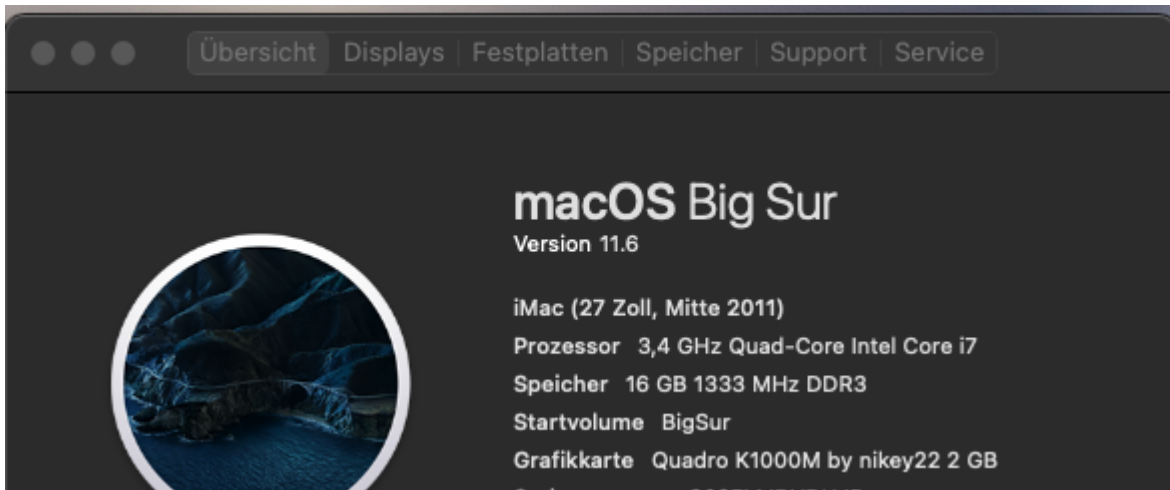 Übersicht Displays Festplatten Speicher Support Service
macOS Big Sur
Version 11.6
iMac (27 Zoll, Mitte 2011)
Prozessor 3,4 GHz Quad-Core Intel Core i7
Speicher 16 GB 1333 MHz DDR3
Startvolume BigSur
Grafikkarte Quadro K1000M by nikey22 2 GB